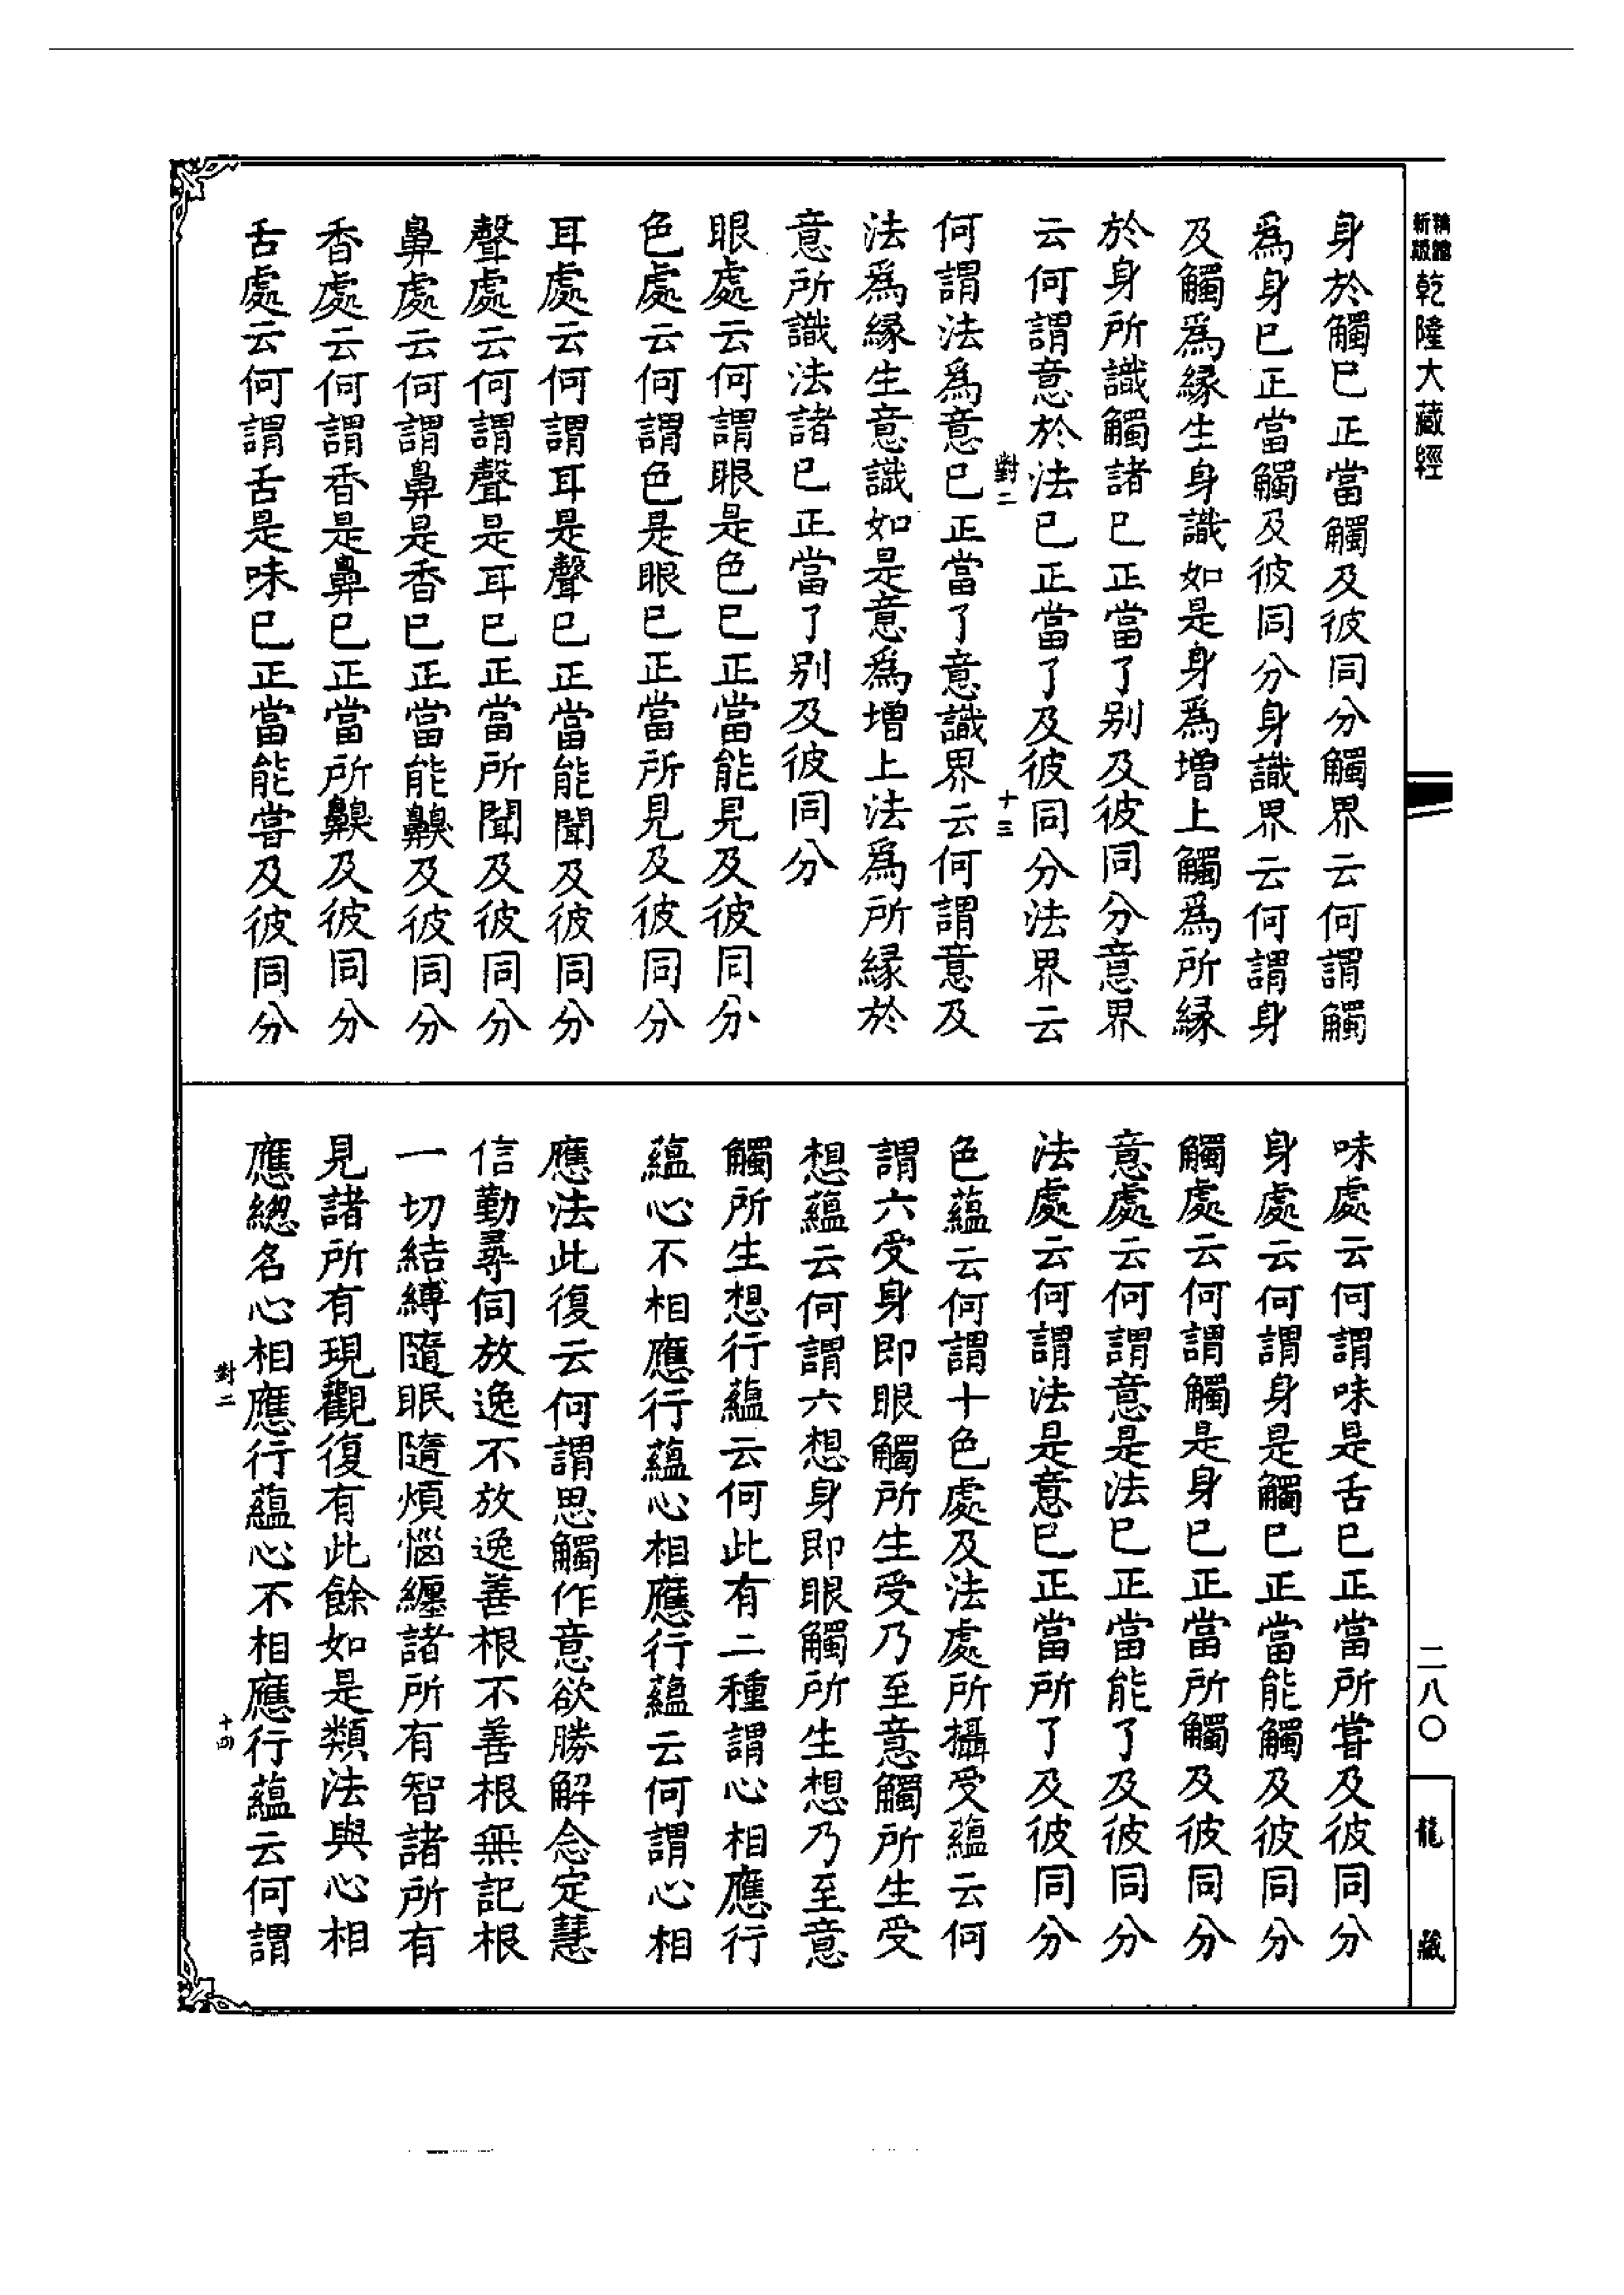 新版 精縮 乾隆大藏經
身於觸已正當觸及彼同分觸界云何謂觸
爲身已正當觸及彼同分身識界云何謂身
及觸爲緣生身識如是身爲增上觸爲所緣
於身所識觸諸已正當了别及彼同分意界
云何謂意於法已正當了及彼同分法界云
對二 十三
何謂法爲意已正當了意識界云何謂意及
法爲緣生意識如是意爲增上法爲所緣於
意所識法諸已正當了别及彼同分
眼處云何謂眼是色已正當能見及彼同分
色處云何謂色是眼已正當所見及彼同分
耳處云何謂耳是聲已正當能聞及彼同分
聲處云何謂聲是耳已正當所聞及彼同分
鼻處云何謂鼻是香已正當能齅及彼同分
香處云何謂香是鼻已正當所齅及彼同分
舌處云何謂舌是味已正當能嘗及彼同分
味處云何謂味是舌已正當所甞及彼同分
身處云何謂身是觸已正當能觸及彼同分
觸處云何謂觸是身已正當所觸及彼同分
意處云何謂意是法已正當能了及彼同分
法處云何謂法是意已正當所了及彼同分
色蘊云何謂十色處及法處所攝受蘊云何
謂六受身即眼觸所生受乃至意觸所生受
想蘊云何謂六想身即眼觸所生想乃至意
觸所生想行蘊云何此有二種謂心相應行
蘊心不相應行蘊心相應行蘊云何謂心相
應法此復云何謂思觸作意欲勝解念定慧
信勤尋伺放逸不放逸善根不善根無記根
一切結縛隨眠隨煩惱纏諸所有智諸所有
見諸所有現觀復有此餘如是類法與心相
應總名心相應行蘊心不相應行蘊云何謂
對二 十四
二八〇
龍藏